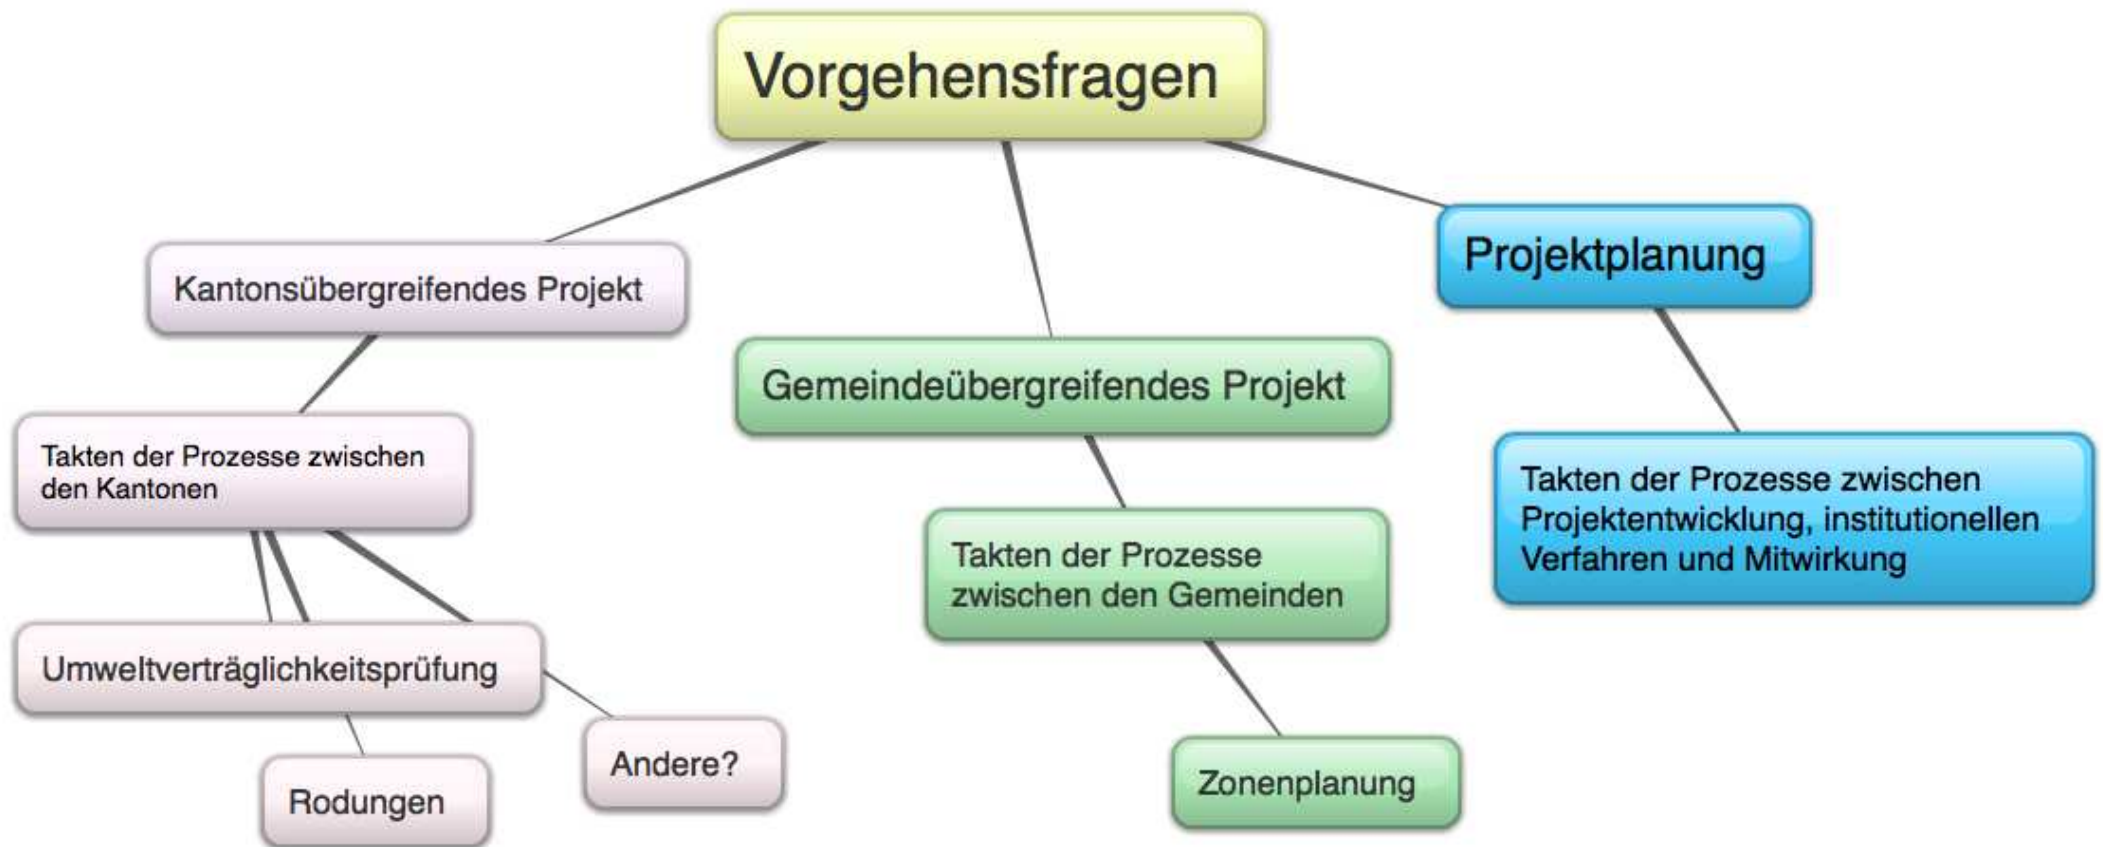 Vorgehensfragen
Kantonsübergreifendes Projekt
Gemeindeübergreifendes Projekt
Projektplanung
Takten der Prozesse zwischen
den Kantonen
Takten der Prozesse
zwischen den Gemeinden
Takten der Prozesse zwischen
Projektentwicklung, institutionellen
Verfahren und Mitwirkung
Umweltverträglichkeitsprüfung
Rodungen
Andere?
Zonenplanung